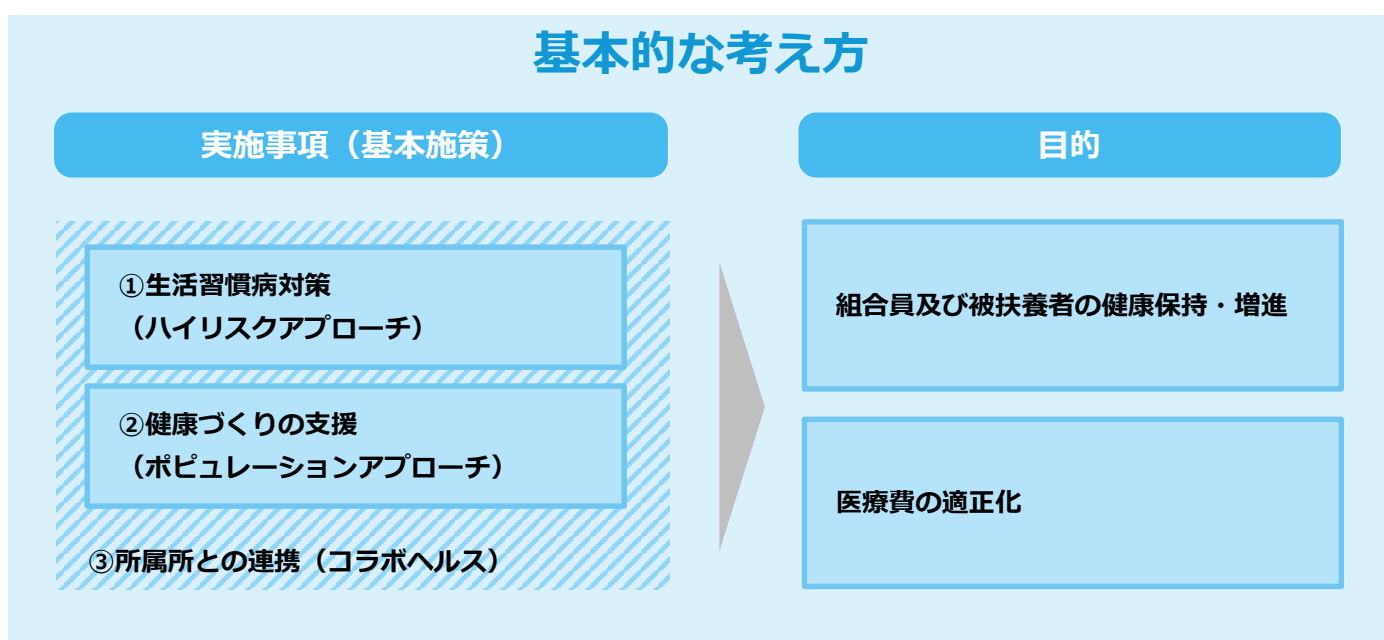 基本的な考え方
実施事項（基本施策）
①生活習慣病対策
（ハイリスクアプローチ）
②健康づくりの支援
（ポピュレーションアプローチ）
③所属所との連携（コラボヘルス）
目的
組合員及び被扶養者の健康保持・増進
医療費の適正化